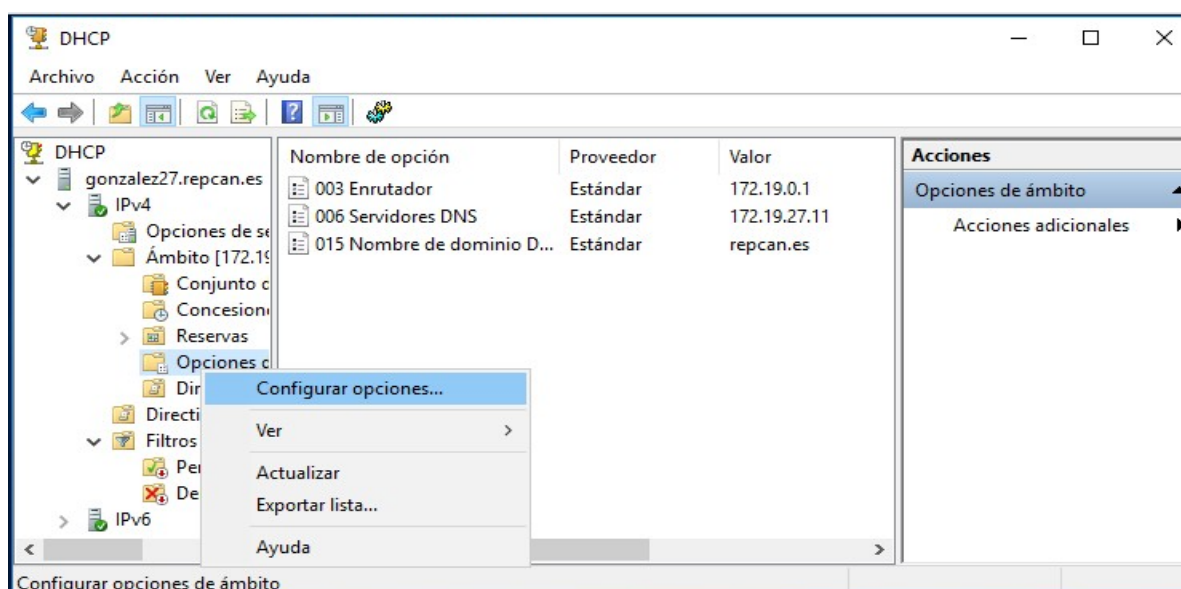 DHCP
Archivo Acción Ver Ayuda
DHCP
gonzalez27.repcan.es
IPv4
Opciones de se
Ámbito [172.19
Conjunto d
Concesion
Reservas
Opciones d
Dir
Directi
Filtros
Per
De
IPv6
Nombre de opción Proveedor Valor
003 Enrutador Estándar 172.19.0.1
006 Servidores DNS Estándar 172.19.27.11
015 Nombre de dominio D... Estándar repcan.es
Configurar opciones...
Ver
Actualizar
Exportar lista...
Ayuda
Acciones
Opciones de ámbito
Acciones adicionales
Configurar opciones de ámbito